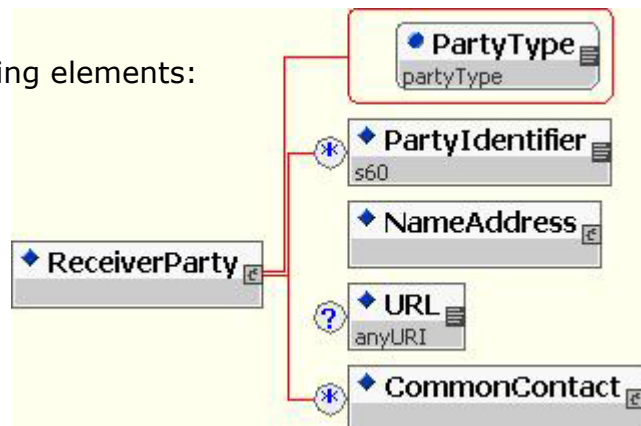 PartyType
partyType
ing elements:
* PartyIdentifier
s60
NameAddress
ReceiverParty
? URL
anyURI
* CommonContact